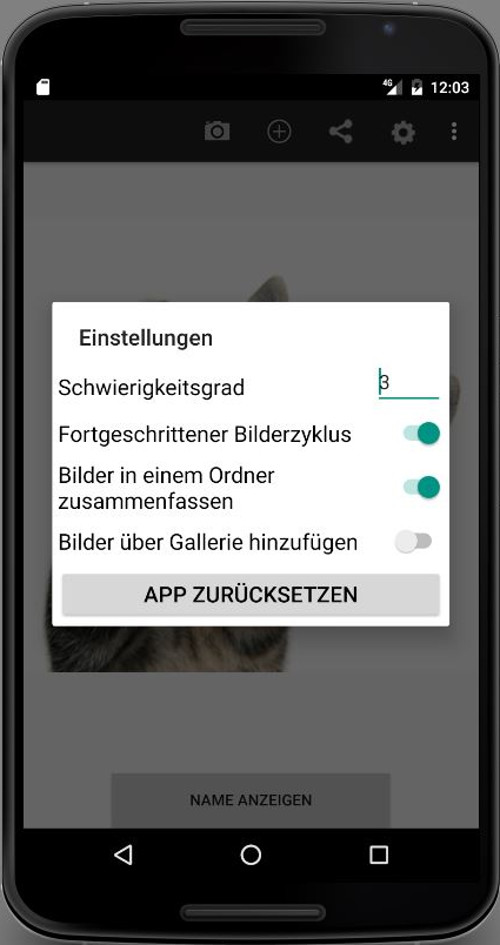 4G 12:03
Einstellungen
Schwierigkeitsgrad 3
Fortgeschrittener Bilderzyklus
Bilder in einem Ordner
zusammenfassen
Bilder über Gallerie hinzufügen
APP ZURÜCKSETZEN
NAME ANZEIGEN